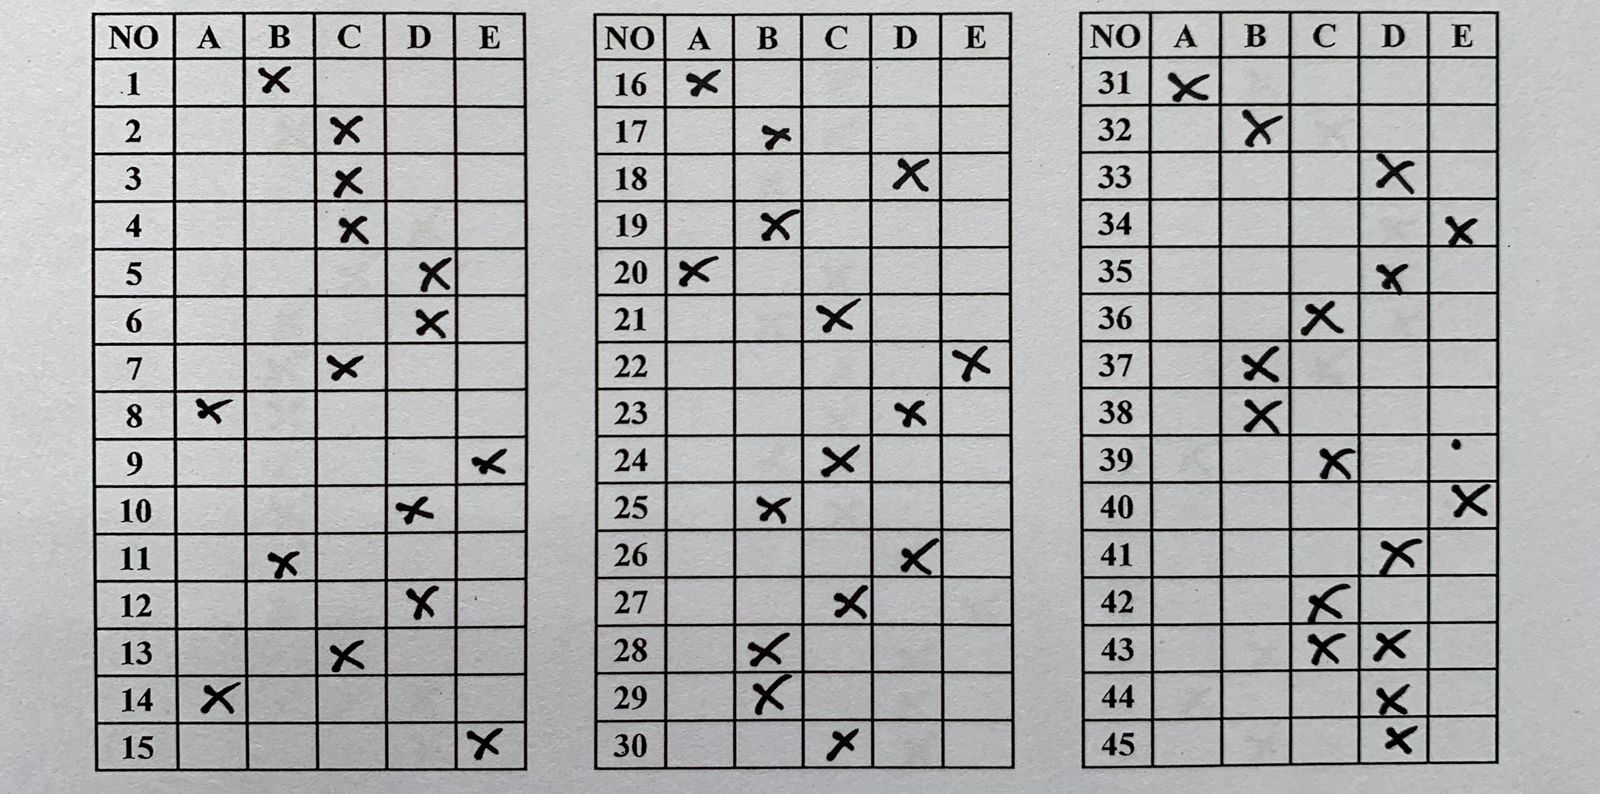 NO A B C D E
1 X
2 X
3 X
4 X
5 X
6 X
7 X
8 X
9 X
10 X
11 X
12 X
13 X
14 X
15 X
NO A B C D E
16 X
17 X
18 X
19 X
20 X
21 X
22 X
23 X
24 X
25 X
26 X
27 X
28 X
29 X
30 X
NO A B C D E
31 X
32 X
33 X
34 X
35 X
36 X
37 X
38 X
39 X
40 X
41 X
42 X
43 X X
44 X
45 X